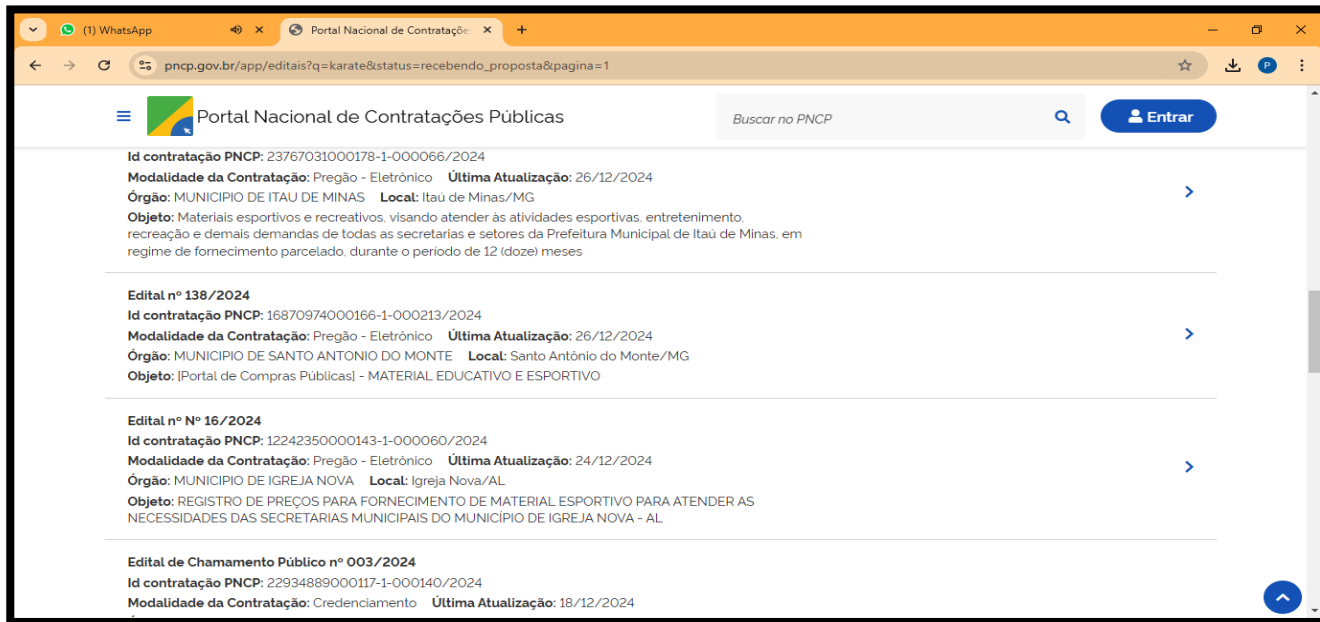 (1) WhatsApp
Portal Nacional de Contrataçõe
pncp.gov.br/app/editais?q=karate&status=recebendo_proposta&pagina=1
P
Portal Nacional de Contratações Públicas
Buscar no PNCP
Entrar
Id contratação PNCP: 23767031000178-1-000066/2024
Modalidade da Contratação: Pregão - Eletrônico Última Atualização: 26/12/2024
Órgão: MUNICIPIO DE ITAU DE MINAS Local: Itaú de Minas/MG
Objeto: Materiais esportivos e recreativos, visando atender às atividades esportivas, entretenimento,
recreação e demais demandas de todas as secretarias e setores da Prefeitura Municipal de Itaú de Minas, em
regime de fornecimento parcelado, durante o período de 12 (doze) meses
Edital nº 138/2024
Id contratação PNCP: 16870974000166-1-000213/2024
Modalidade da Contratação: Pregão - Eletrônico Última Atualização: 26/12/2024
Órgão: MUNICIPIO DE SANTO ANTONIO DO MONTE Local: Santo Antônio do Monte/MG
Objeto: [Portal de Compras Públicas] - MATERIAL EDUCATIVO E ESPORTIVO
Edital nº Nº 16/2024
Id contratação PNCP: 12242350000143-1-000060/2024
Modalidade da Contratação: Pregão - Eletrônico Última Atualização: 24/12/2024
Órgão: MUNICIPIO DE IGREJA NOVA Local: Igreja Nova/AL
Objeto: REGISTRO DE PREÇOS PARA FORNECIMENTO DE MATERIAL ESPORTIVO PARA ATENDER AS
NECESSIDADES DAS SECRETARIAS MUNICIPAIS DO MUNICÍPIO DE IGREJA NOVA - AL
Edital de Chamamento Público nº 003/2024
Id contratação PNCP: 22934889000117-1-000140/2024
Modalidade da Contratação: Credenciamento Última Atualização: 18/12/2024